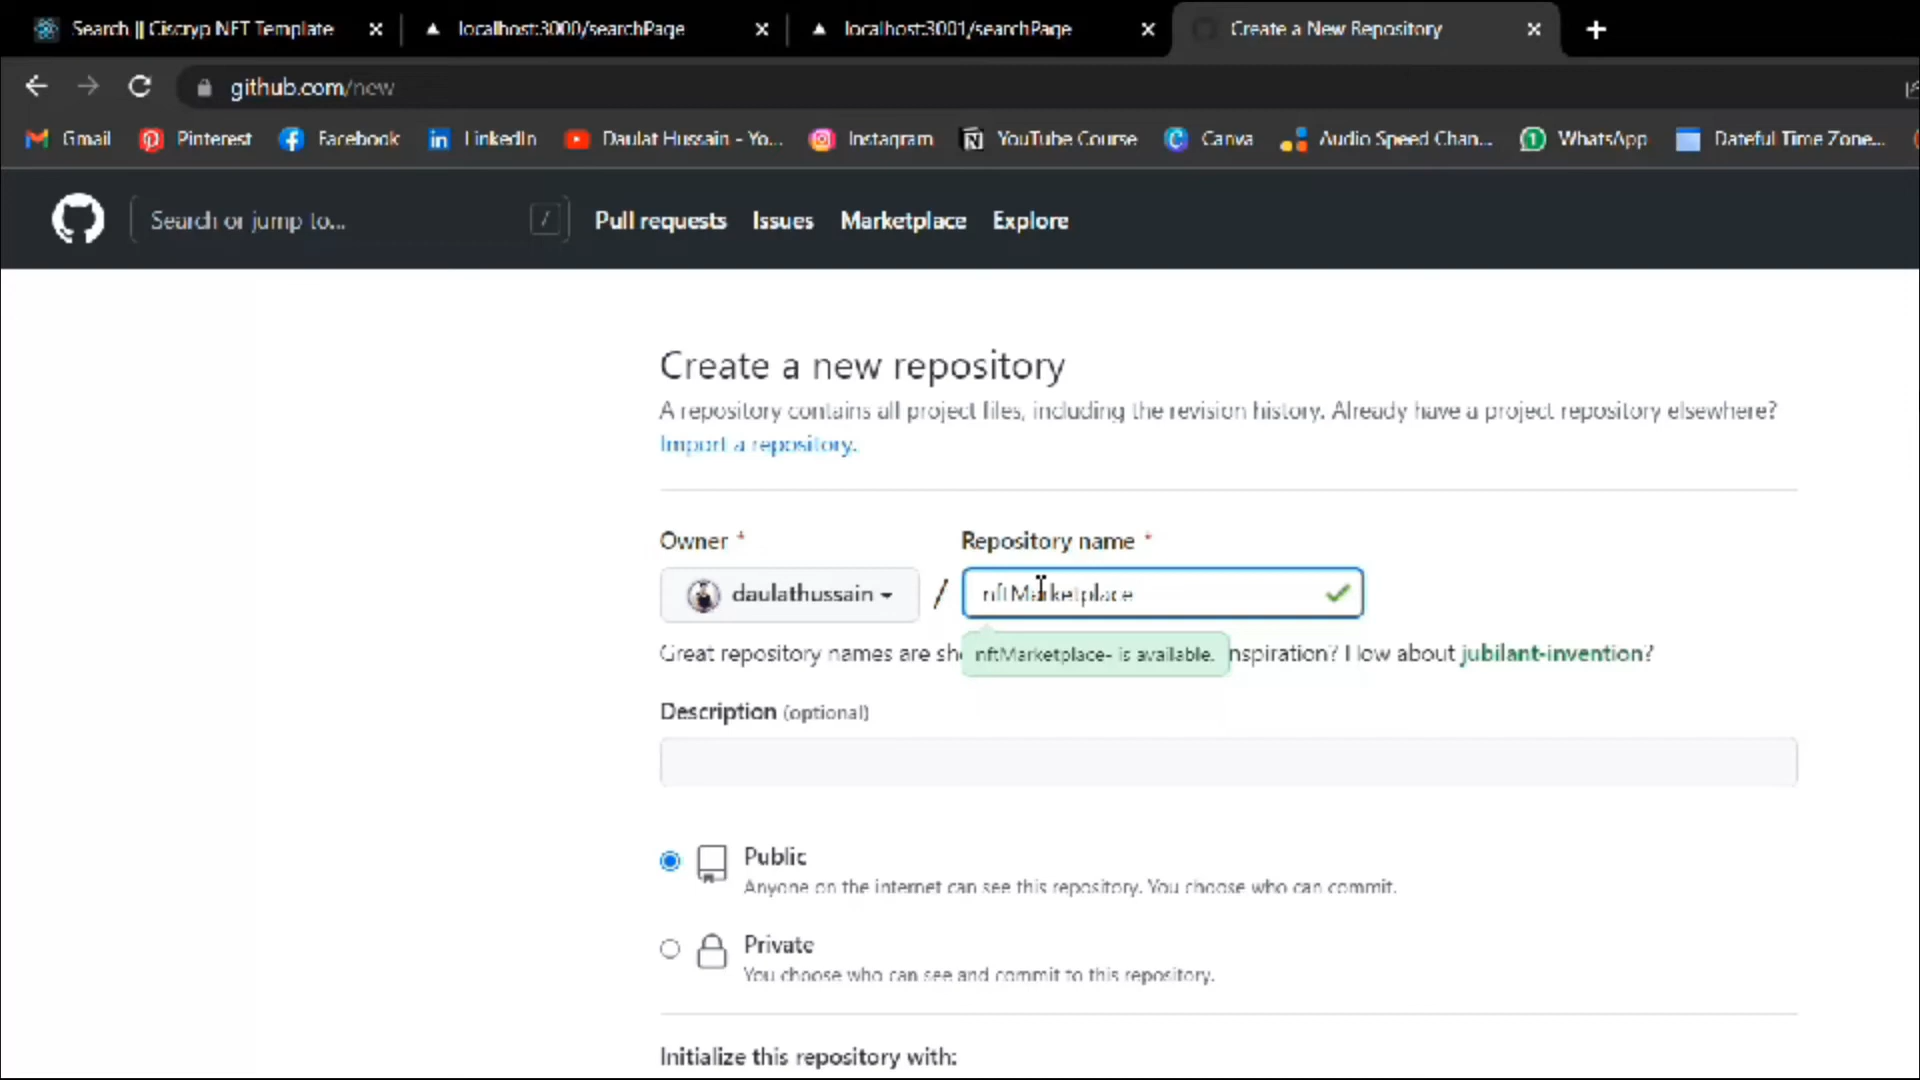 Search || Ciscryp NFT Template
localhost:3000/searchPage
localhost:3001/searchPage
Create a New Repository
github.com/new
Gmail
Pinterest
Facebook
LinkedIn
Daulat Hussain - Yo...
Instagram
YouTube Course
Canva
Audio Speed Chan...
WhatsApp
Dateful Time Zone...
Search or jump to...
/
Pull requests
Issues
Marketplace
Explore
Create a new repository
A repository contains all project files, including the revision history. Already have a project repository elsewhere?
Import a repository.
Owner *
Repository name *
daulathussain
/
nftMarketplace
Great repository names are sh
nftMarketplace- is available.
nspiration? How about jubilant-invention?
Description (optional)
Public
Anyone on the internet can see this repository. You choose who can commit.
Private
You choose who can see and commit to this repository.
Initialize this repository with: